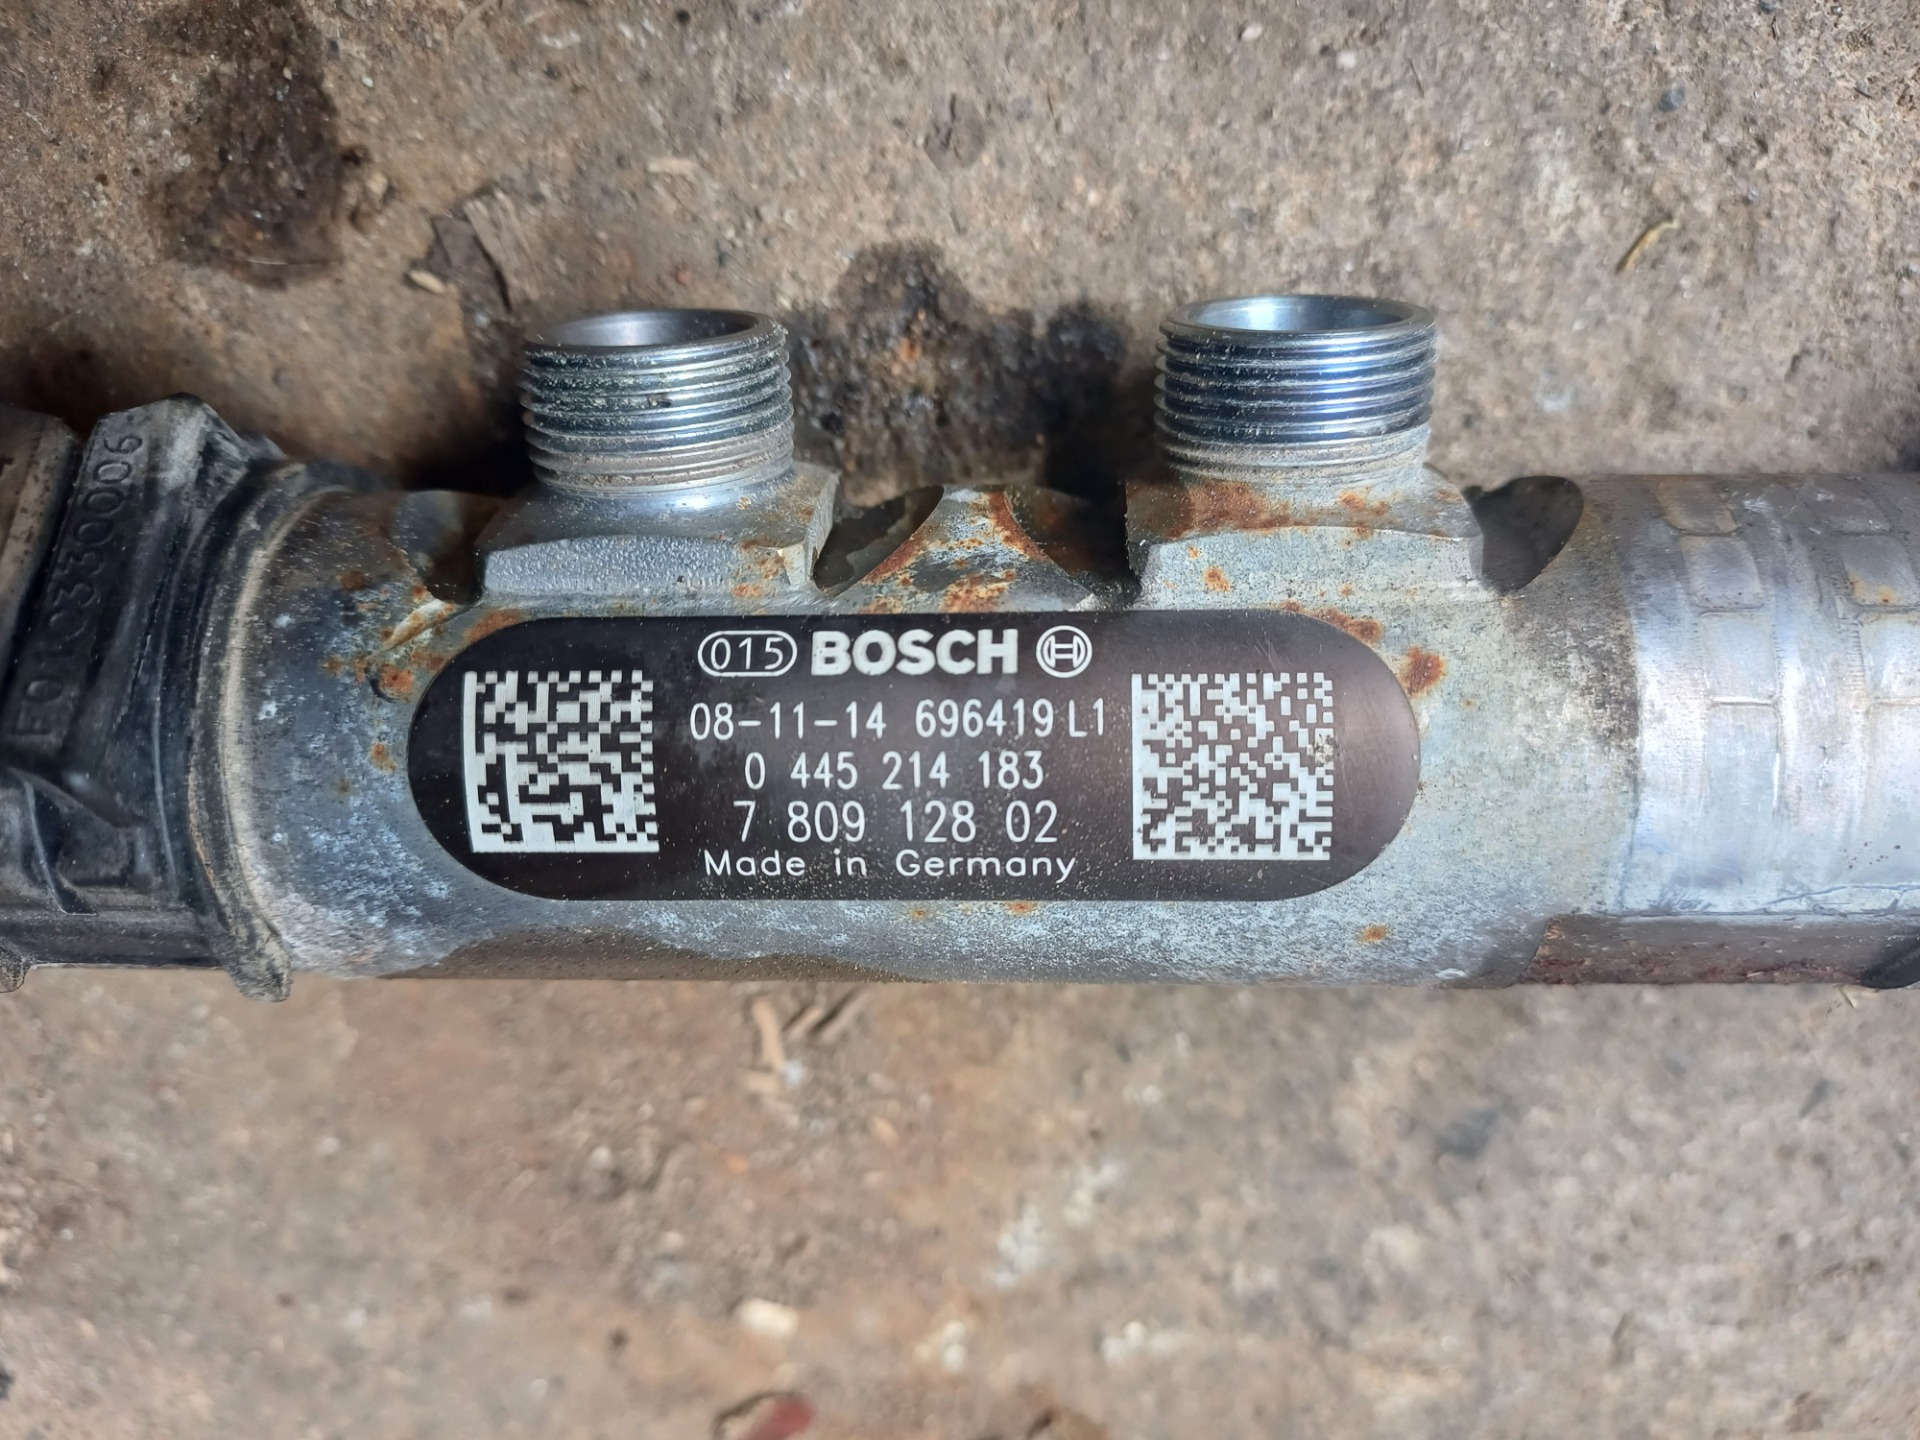 015 BOSCH
08-11-14 696419 L1
0 445 214 183
7 809 128 02
Made in Germany